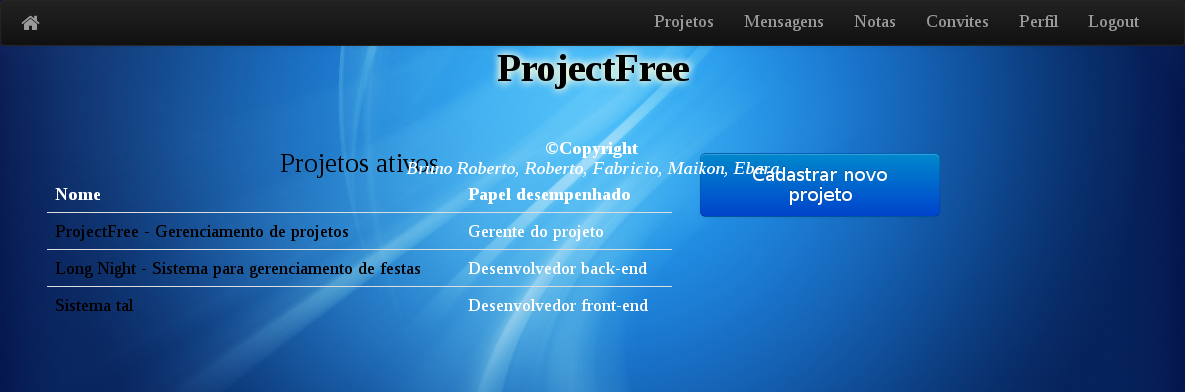 Projetos Mensagens Notas Convites Perfil Logout
ProjectFree
©Copyright
Bruno Roberto, Roberto, Fabricio, Maikon, Ebara
Projetos ativos
Cadastrar novo
projeto
Nome Papel desempenhado
ProjectFree - Gerenciamento de projetos Gerente do projeto
Long Night - Sistema para gerenciamento de festas Desenvolvedor back-end
Sistema tal Desenvolvedor front-end